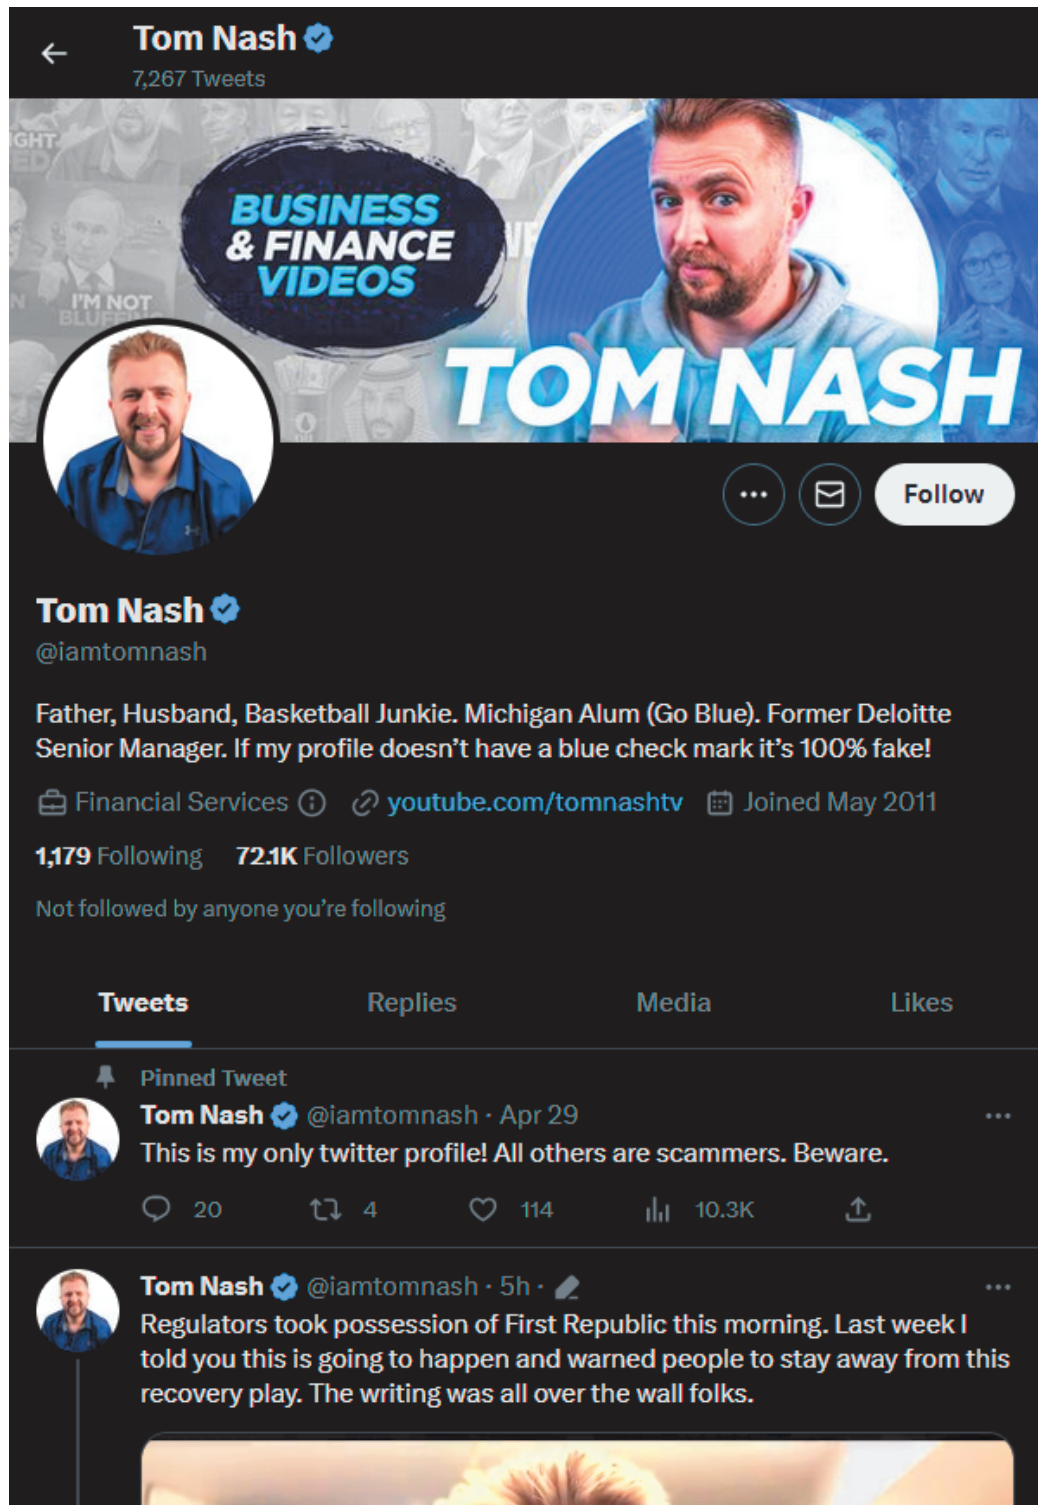 Tom Nash
7,267 Tweets
BUSINESS
& FINANCE
VIDEOS
I'M NOT
TOM NASH
Follow
Tom Nash
@iamtomnash
Father, Husband, Basketball Junkie. Michigan Alum (Go Blue). Former Deloitte
Senior Manager. If my profile doesn't have a blue check mark it's 100% fake!
Financial Services youtube.com/tomnashtv Joined May 2011
1,179 Following 72.1K Followers
Not followed by anyone you're following
Tweets Replies Media Likes
Pinned Tweet
Tom Nash @iamtomnash · Apr 29
This is my only twitter profile! All others are scammers. Beware.
20 4 114 10.3K
Tom Nash @iamtomnash · 5h ·
Regulators took possession of First Republic this morning. Last week I
told you this is going to happen and warned people to stay away from this
recovery play. The writing was all over the wall folks.